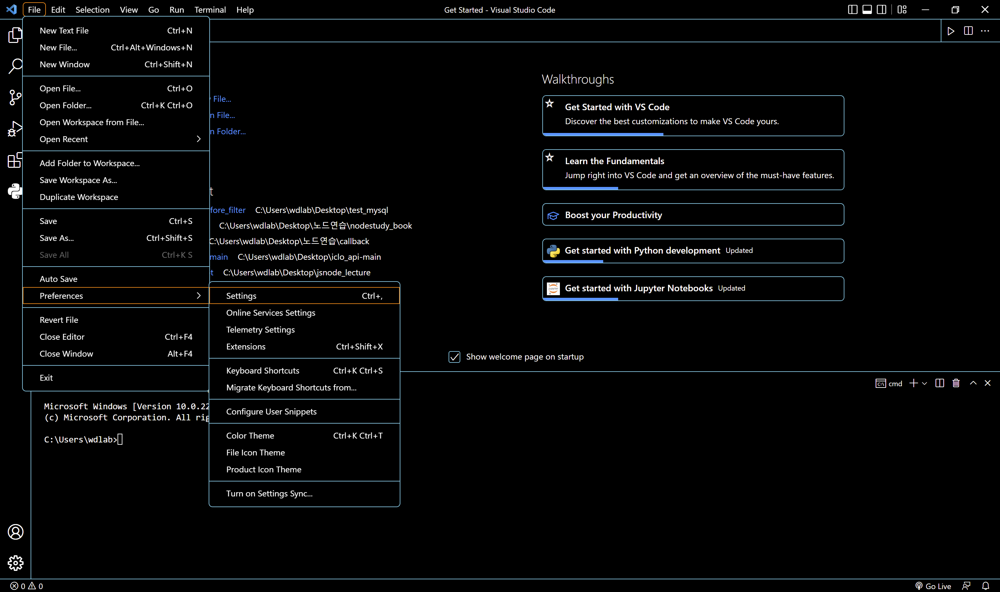 File Edit Selection View Go Run Terminal Help
Get Started - Visual Studio Code
New Text File Ctrl+N
New File... Ctrl+Alt+Windows+N
New Window Ctrl+Shift+N
Open File... Ctrl+O
Open Folder... Ctrl+K Ctrl+O
Open Workspace from File...
Open Recent
Add Folder to Workspace...
Save Workspace As...
Duplicate Workspace
Save Ctrl+S
Save As... Ctrl+Shift+S
Save All Ctrl+K S
Auto Save
Preferences
Revert File
Close Editor Ctrl+F4
Close Window Alt+F4
Exit
Settings Ctrl+,
Online Services Settings
Telemetry Settings
Extensions Ctrl+Shift+X
Keyboard Shortcuts Ctrl+K Ctrl+S
Migrate Keyboard Shortcuts from...
Configure User Snippets
Color Theme Ctrl+K Ctrl+T
File Icon Theme
Product Icon Theme
Turn on Settings Sync...
File...
n File...
n Folder...
t
fore_filter C:\Users\wdlab\Desktop\test_mysql
C:\Users\wdlab\Desktop\노드연습\nodestudy_book
C:\Users\wdlab\Desktop\노드연습\callback
main C:\Users\wdlab\Desktop\iclo_api-main
t C:\Users\wdlab\Desktop\jsnode_lecture
Walkthroughs
Get Started with VS Code
Discover the best customizations to make VS Code yours.
Learn the Fundamentals
Jump right into VS Code and get an overview of the must-have features.
Boost your Productivity
Get started with Python development Updated
jupyter
Get started with Jupyter Notebooks Updated
Show welcome page on startup
cmd
Microsoft Windows [Version 10.0.22
(c) Microsoft Corporation. All rig
C:\Users\wdlab>
0 0
Go Live